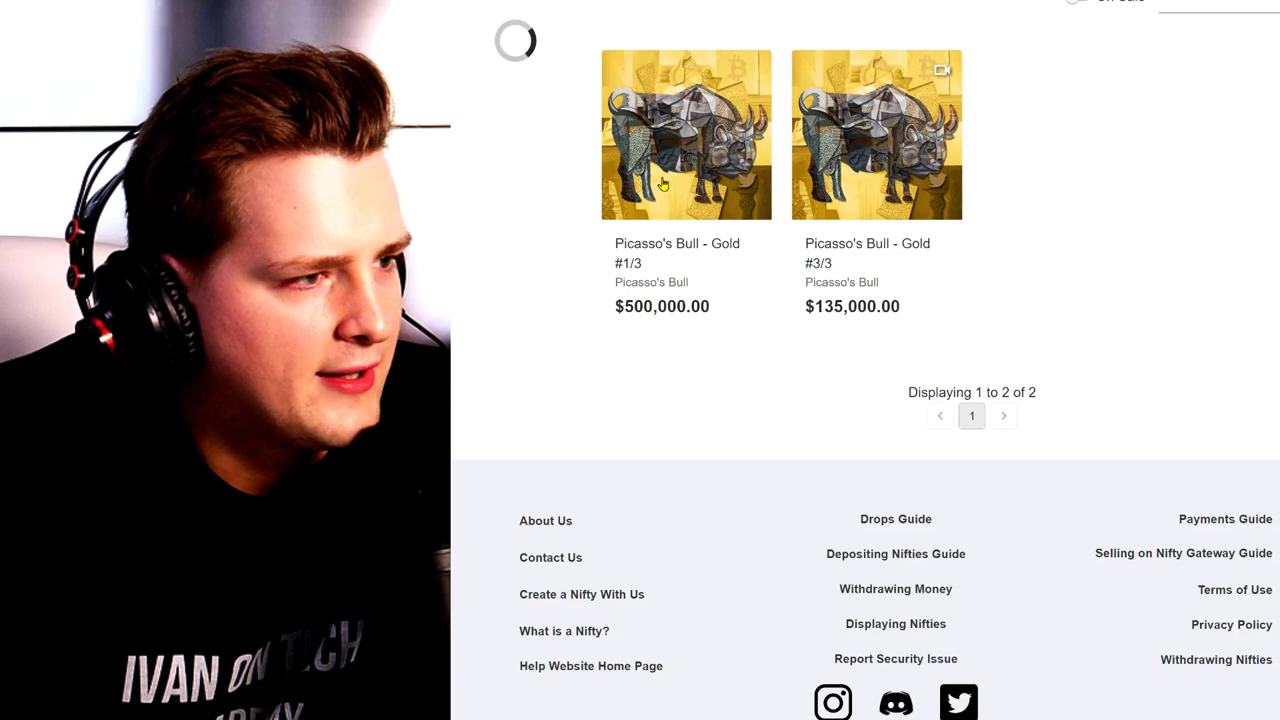 Picasso's Bull - Gold
#1/3
Picasso's Bull
$500,000.00
Picasso's Bull - Gold
#3/3
Picasso's Bull
$135,000.00
Displaying 1 to 2 of 2
1
About Us
Contact Us
Create a Nifty With Us
What is a Nifty?
Help Website Home Page
Drops Guide
Depositing Nifties Guide
Withdrawing Money
Displaying Nifties
Report Security Issue
Payments Guide
Selling on Nifty Gateway Guide
Terms of Use
Privacy Policy
Withdrawing Nifties
IVAN ON TECH